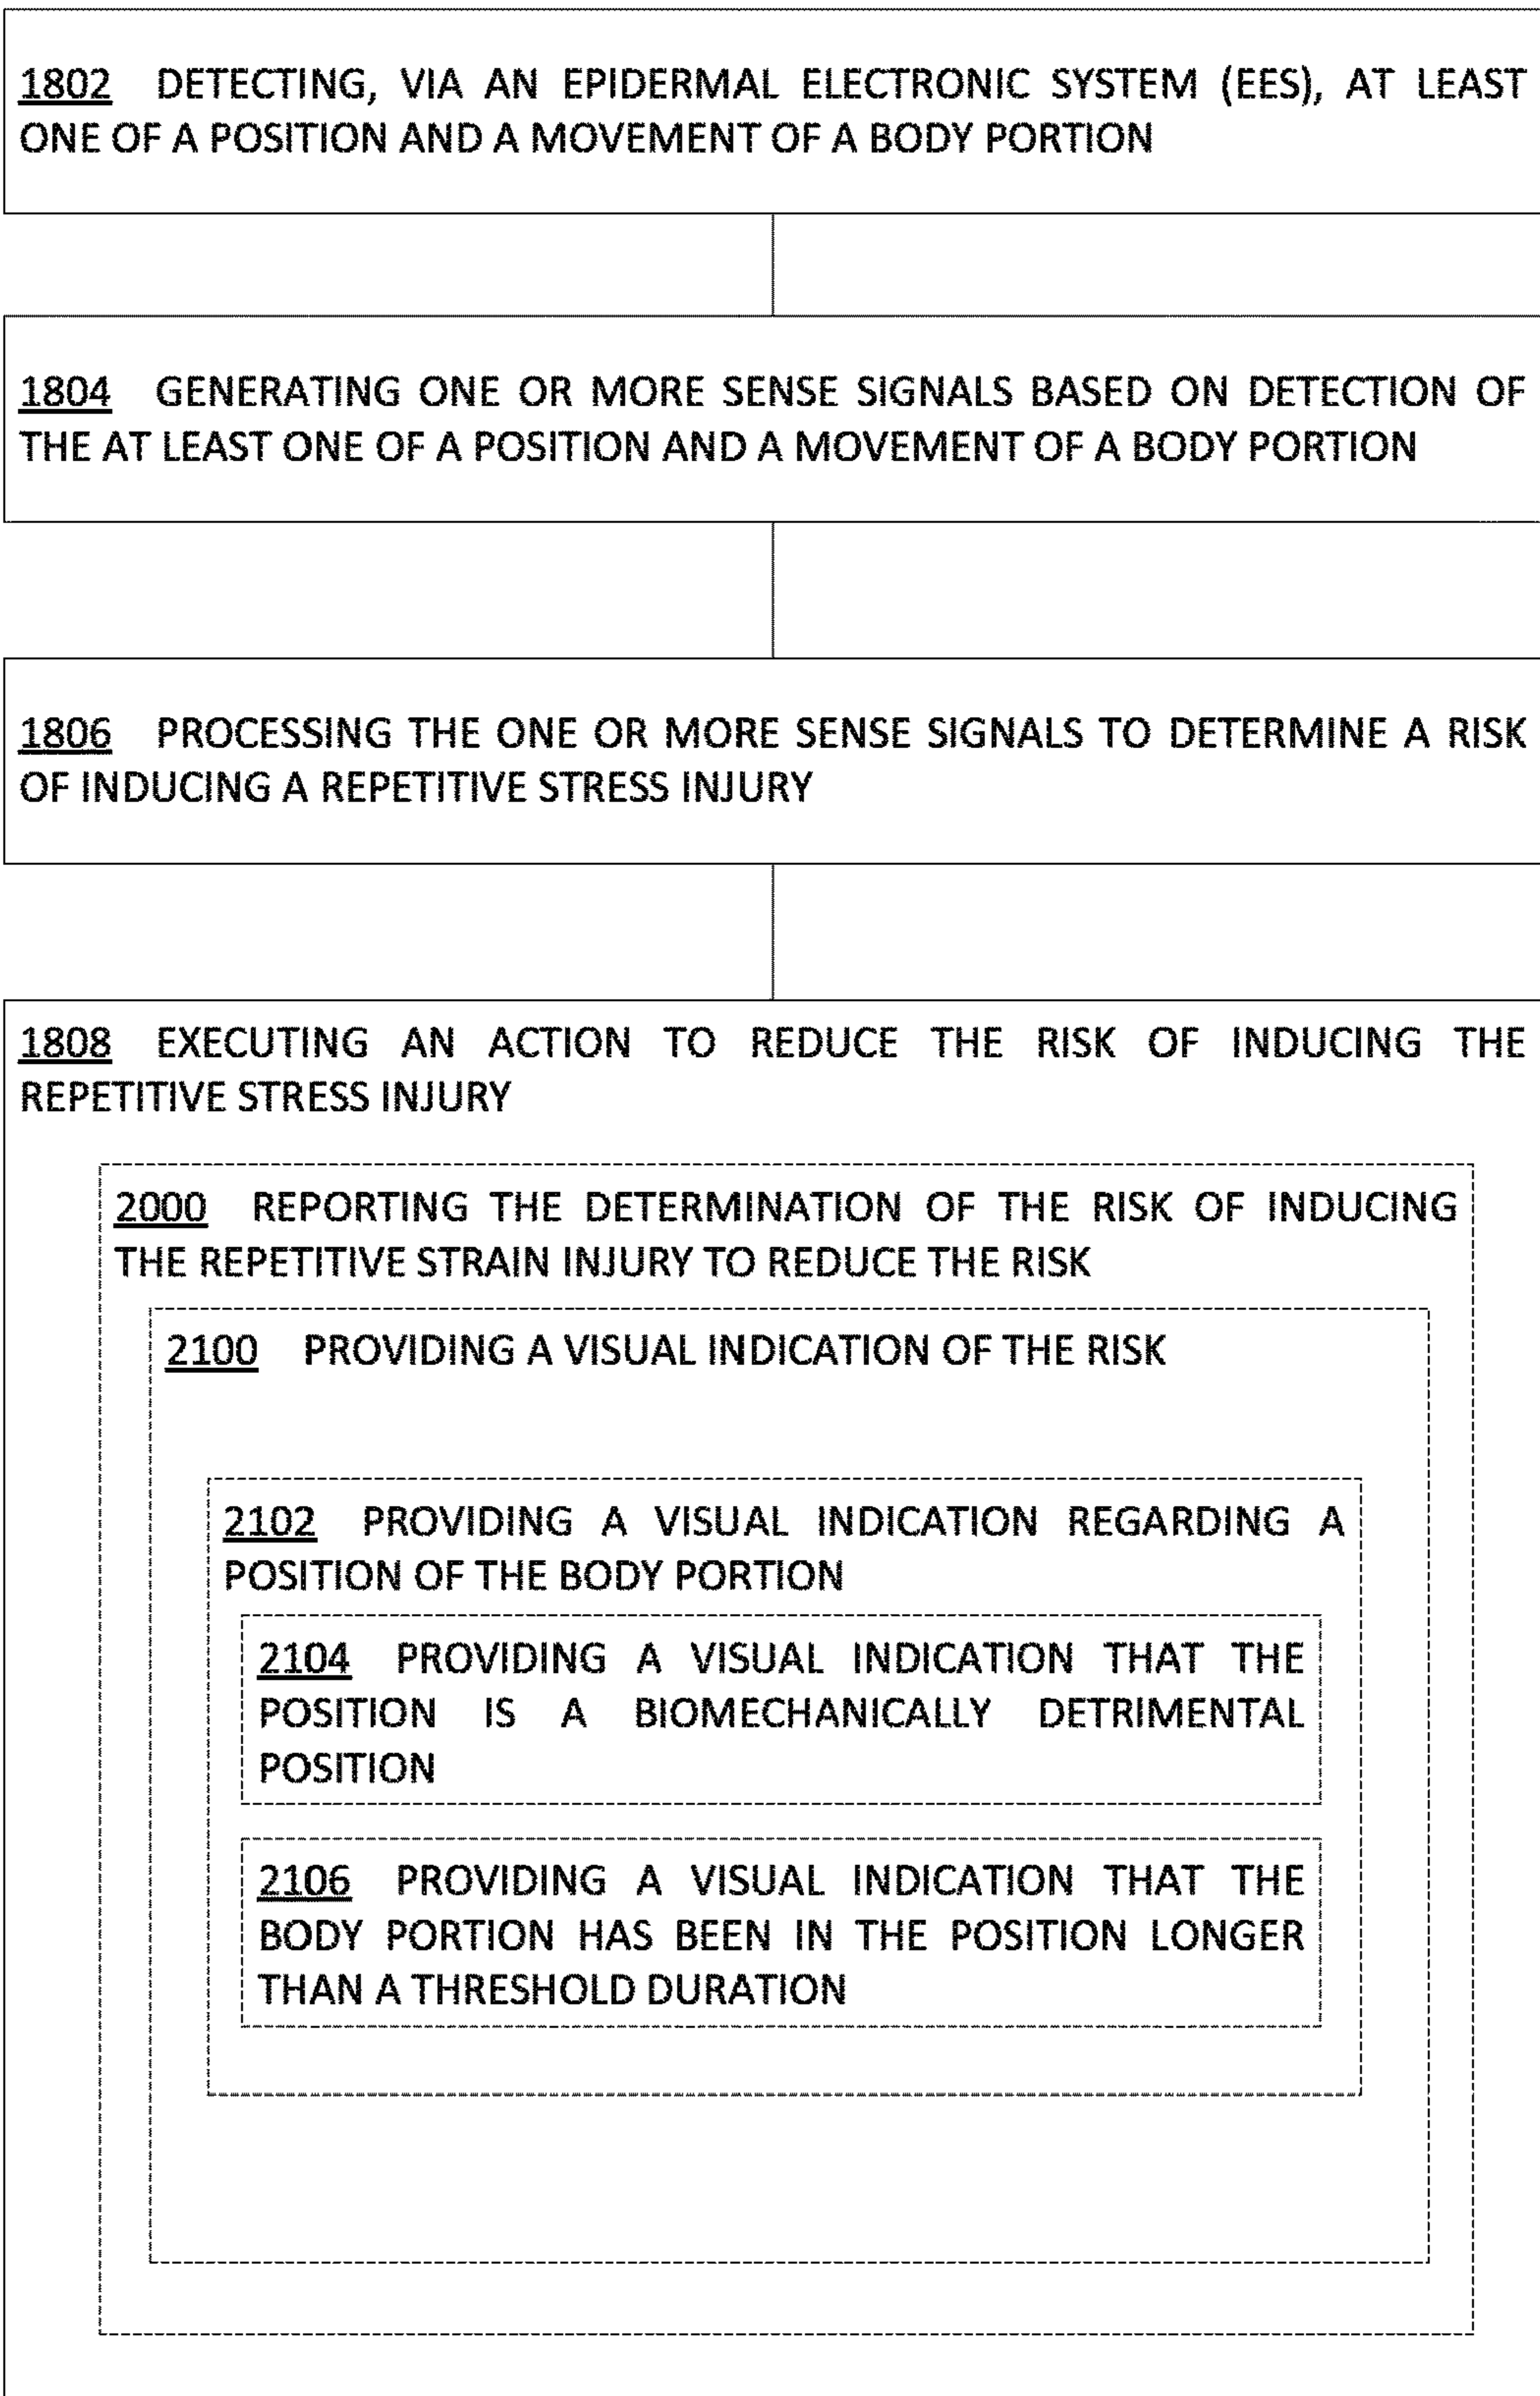 1802 DETECTING, VIA AN EPIDERMAL ELECTRONIC SYSTEM (EES), AT LEAST
ONE OF A POSITION AND A MOVEMENT OF A BODY PORTION
1804 GENERATING ONE OR MORE SENSE SIGNALS BASED ON DETECTION OF
THE AT LEAST ONE OF A POSITION AND A MOVEMENT OF A BODY PORTION
1806 PROCESSING THE ONE OR MORE SENSE SIGNALS TO DETERMINE A RISK
OF INDUCING A REPETITIVE STRESS INJURY
1808 EXECUTING AN ACTION TO REDUCE THE RISK OF INDUCING THE
REPETITIVE STRESS INJURY
2000 REPORTING THE DETERMINATION OF THE RISK OF INDUCING
THE REPETITIVE STRAIN INJURY TO REDUCE THE RISK
2100 PROVIDING A VISUAL INDICATION OF THE RISK
2102 PROVIDING A VISUAL INDICATION REGARDING A
POSITION OF THE BODY PORTION
2104 PROVIDING A VISUAL INDICATION THAT THE
POSITION IS A BIOMECHANICALLY DETRIMENTAL
POSITION
2106 PROVIDING A VISUAL INDICATION THAT THE
BODY PORTION HAS BEEN IN THE POSITION LONGER
THAN A THRESHOLD DURATION